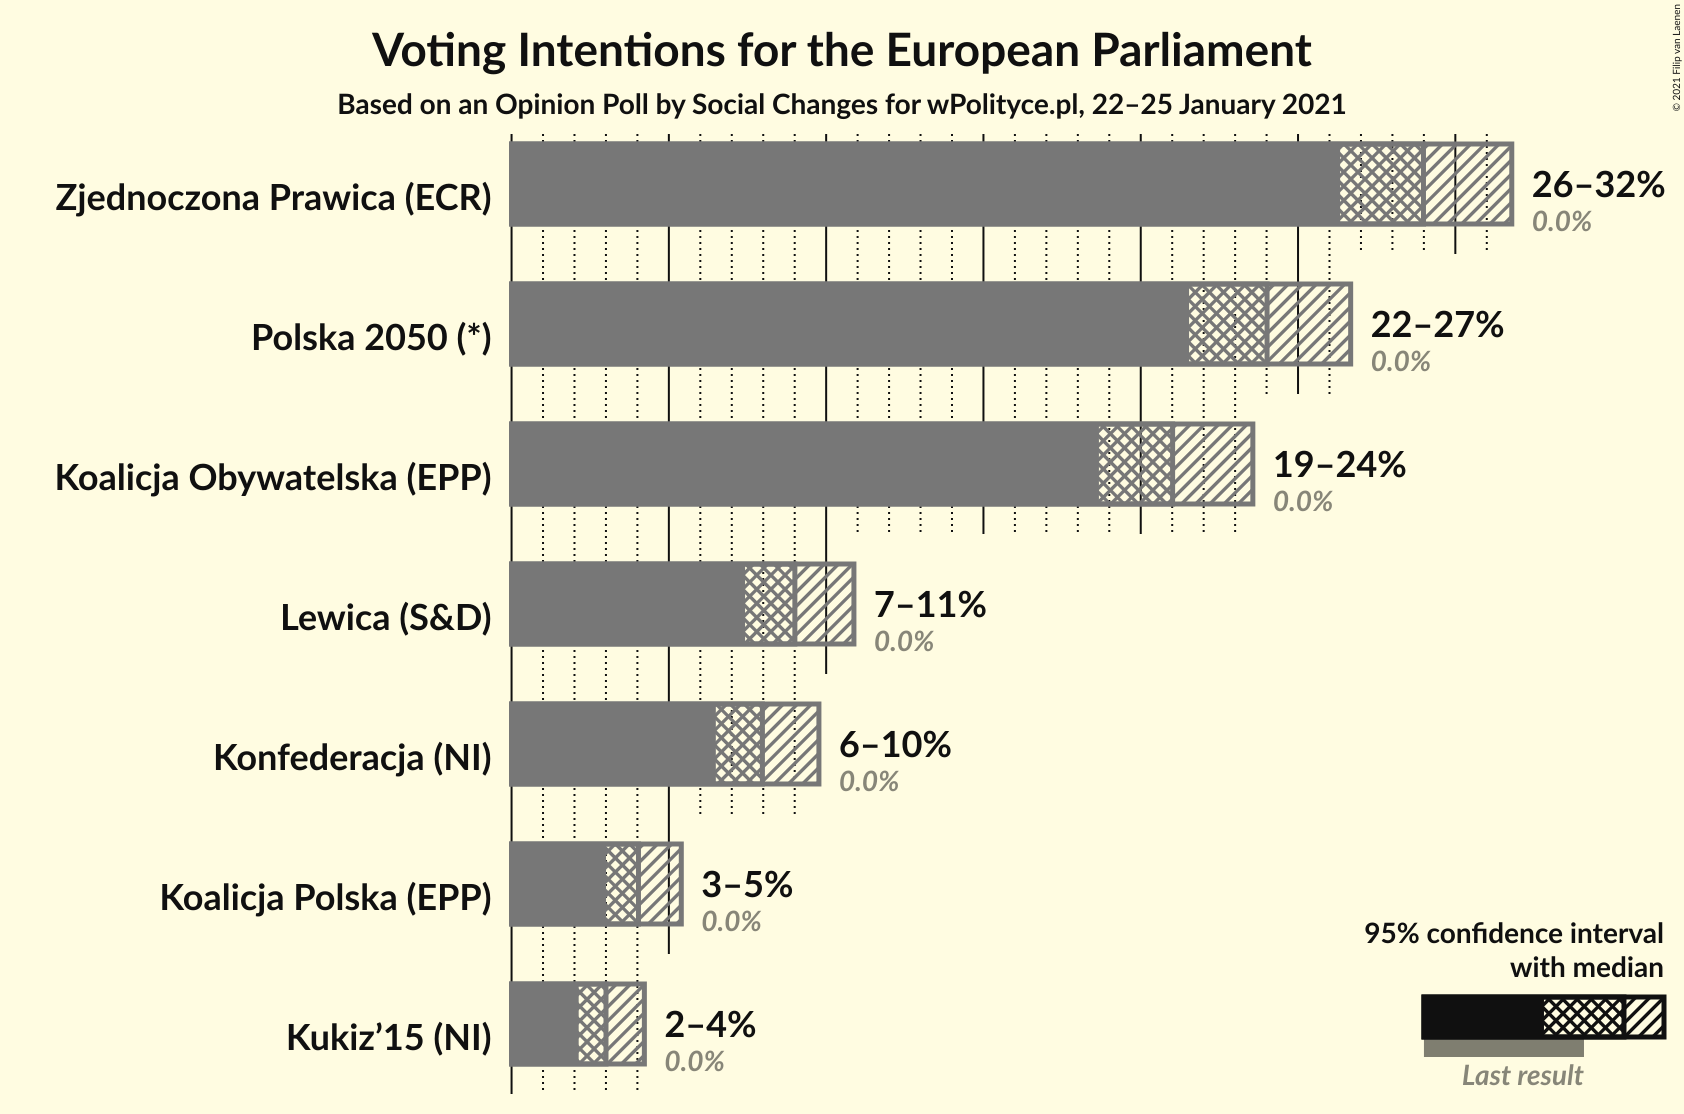 Voting Intentions for the European Parliament
Based on an Opinion Poll by Social Changes for wPolityce.pl, 22–25 January 2021
© 2021 Filip van Laenen
Zjednoczona Prawica (ECR)
26–32%
0.0%
Polska 2050 (*)
22–27%
0.0%
Koalicja Obywatelska (EPP)
19–24%
0.0%
Lewica (S&D)
7–11%
0.0%
Konfederacja (NI)
6–10%
0.0%
Koalicja Polska (EPP)
3–5%
0.0%
Kukiz’15 (NI)
2–4%
0.0%
95% confidence interval
with median
Last result